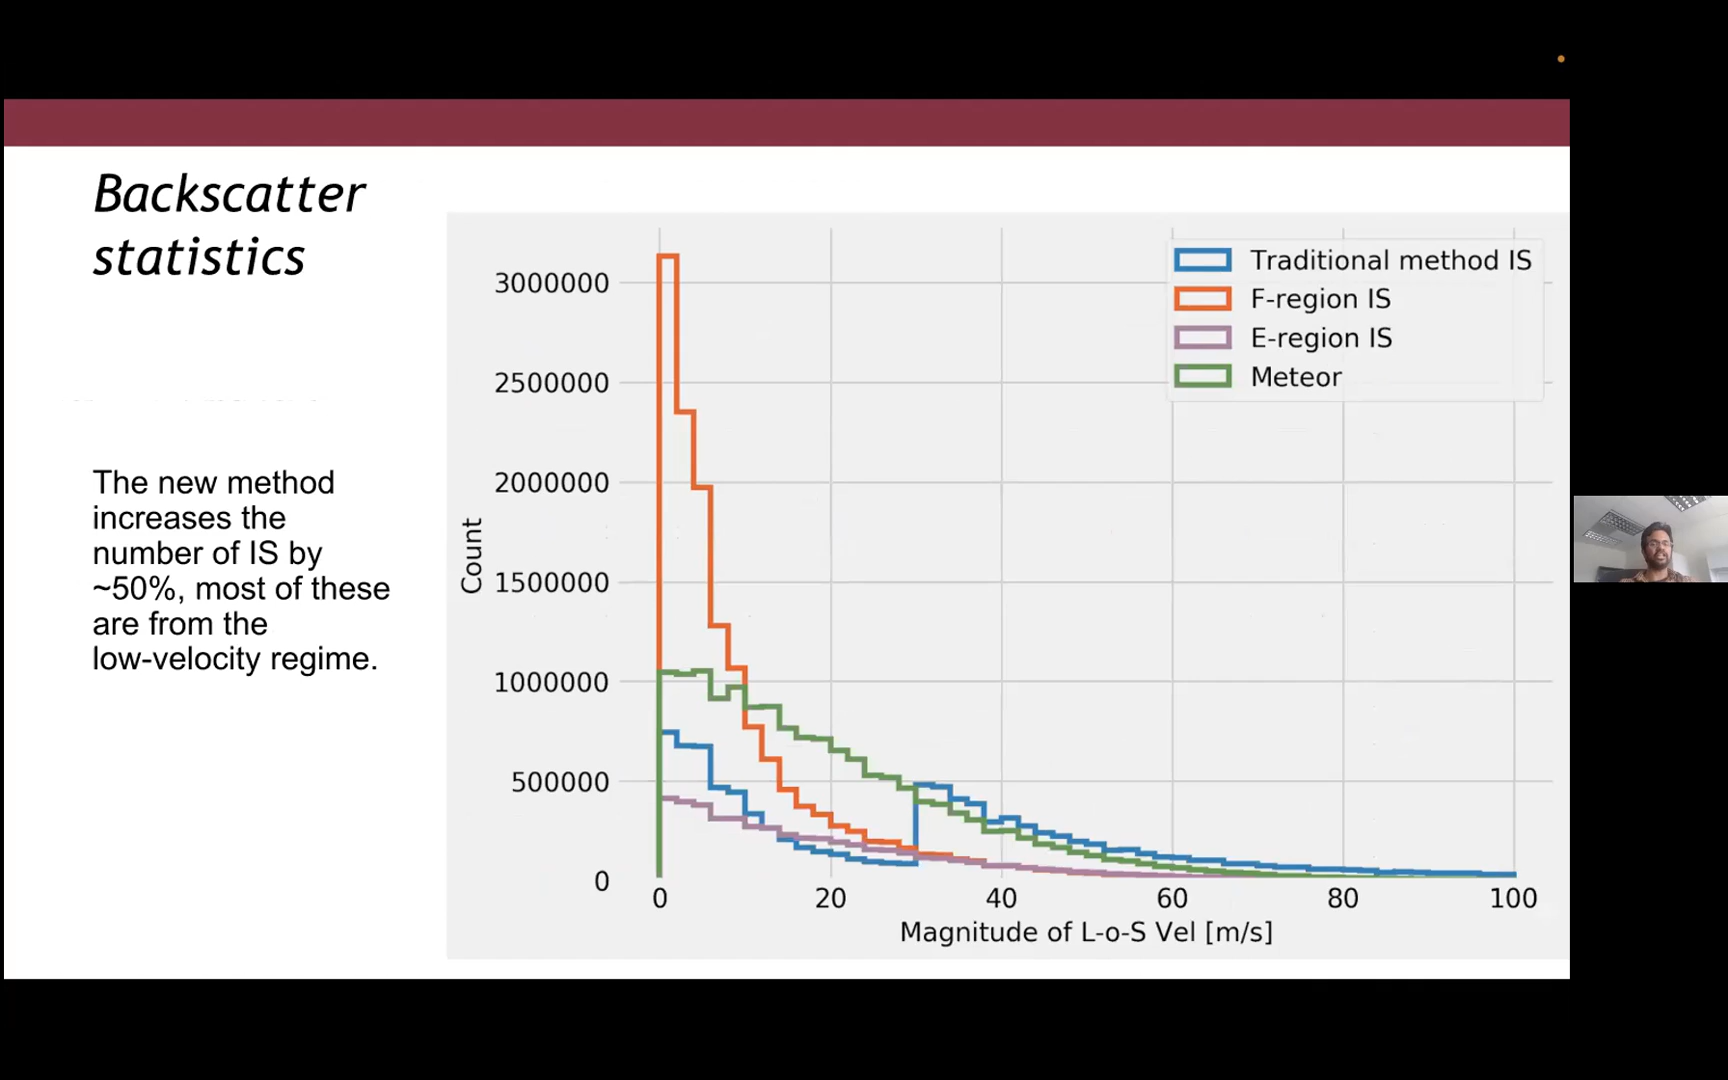 Backscatter
statistics
The new method
increases the
number of IS by
~50%, most of these
are from the
low-velocity regime.
Traditional method IS
F-region IS
E-region IS
Meteor
Count
3000000
2500000
2000000
1500000
1000000
500000
0
0 20 40 60 80 100
Magnitude of L-o-S Vel [m/s]